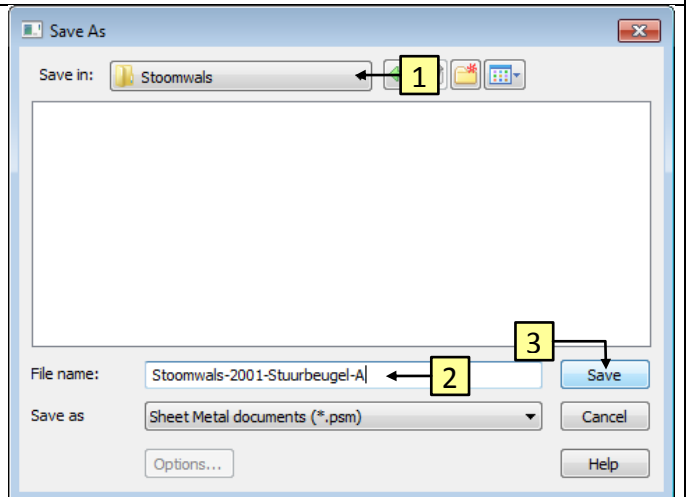 Save As
Save in: Stoomwals 1
3
File name: Stoomwals-2001-Stuurbeugel-A 2 Save
Save as Sheet Metal documents (*.psm) Cancel
Options... Help